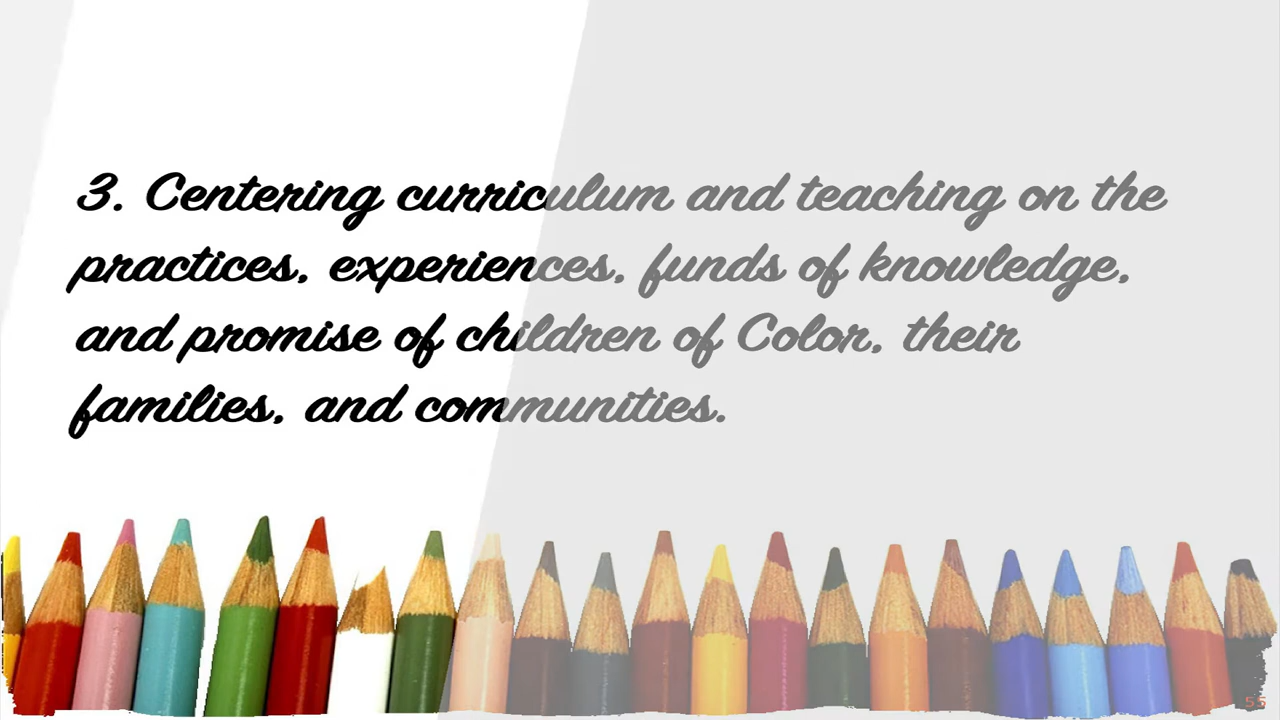 3. Centering curriculum and teaching on the
practices, experiences, funds of knowledge,
and promise of children of Color, their
families, and communities.
55